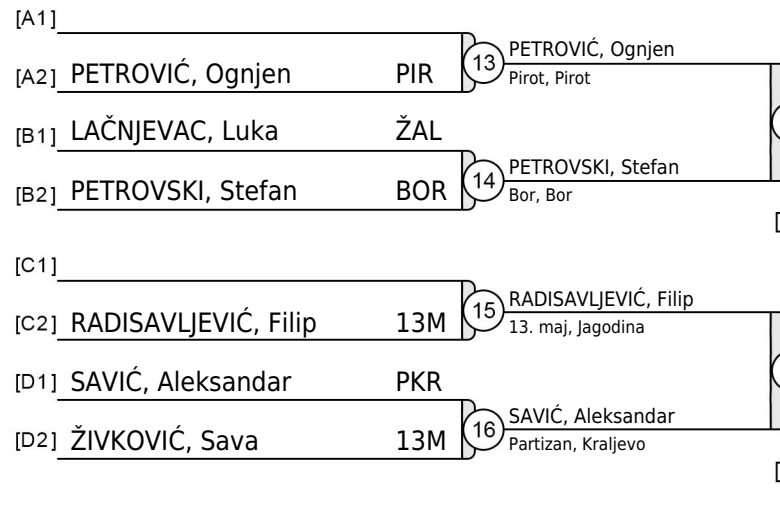 [A1]
[A2] PETROVIĆ, Ognjen PIR
13 PETROVIĆ, Ognjen
Pirot, Pirot
[B1] LAČNJEVAC, Luka ŽAL
[B2] PETROVSKI, Stefan BOR
14 PETROVSKI, Stefan
Bor, Bor
[C1]
[C2] RADISAVLJEVIĆ, Filip 13M
15 RADISAVLJEVIĆ, Filip
13. maj, Jagodina
[D1] SAVIĆ, Aleksandar PKR
[D2] ŽIVKOVIĆ, Sava 13M
16 SAVIĆ, Aleksandar
Partizan, Kraljevo